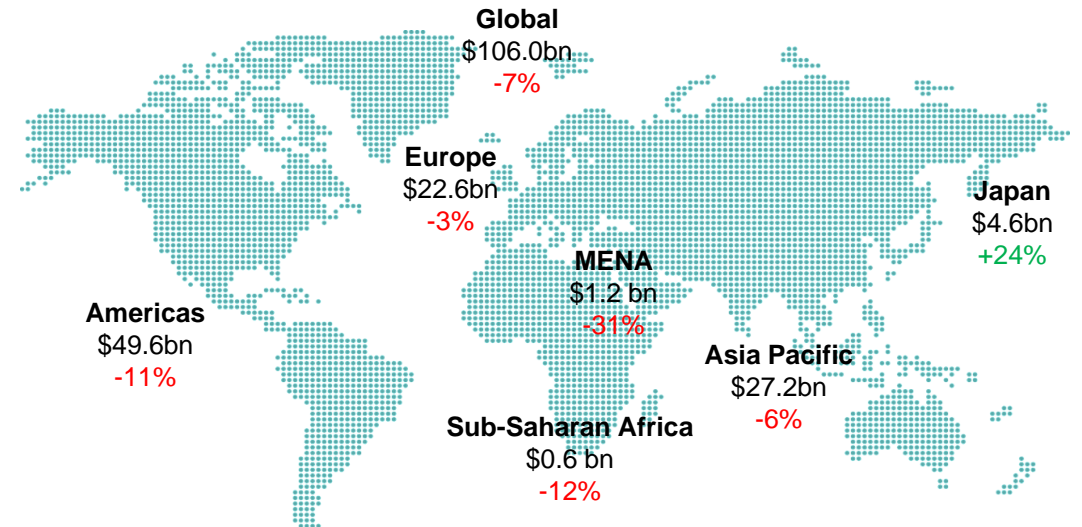 Global
$106.0bn
-7%
Europe
$22.6bn
-3%
Japan
$4.6bn
+24%
MENA
$1.2 bn
-31%
Americas
$49.6bn
-11%
Asia Pacific
$27.2bn
-6%
Sub-Saharan Africa
$0.6 bn
-12%